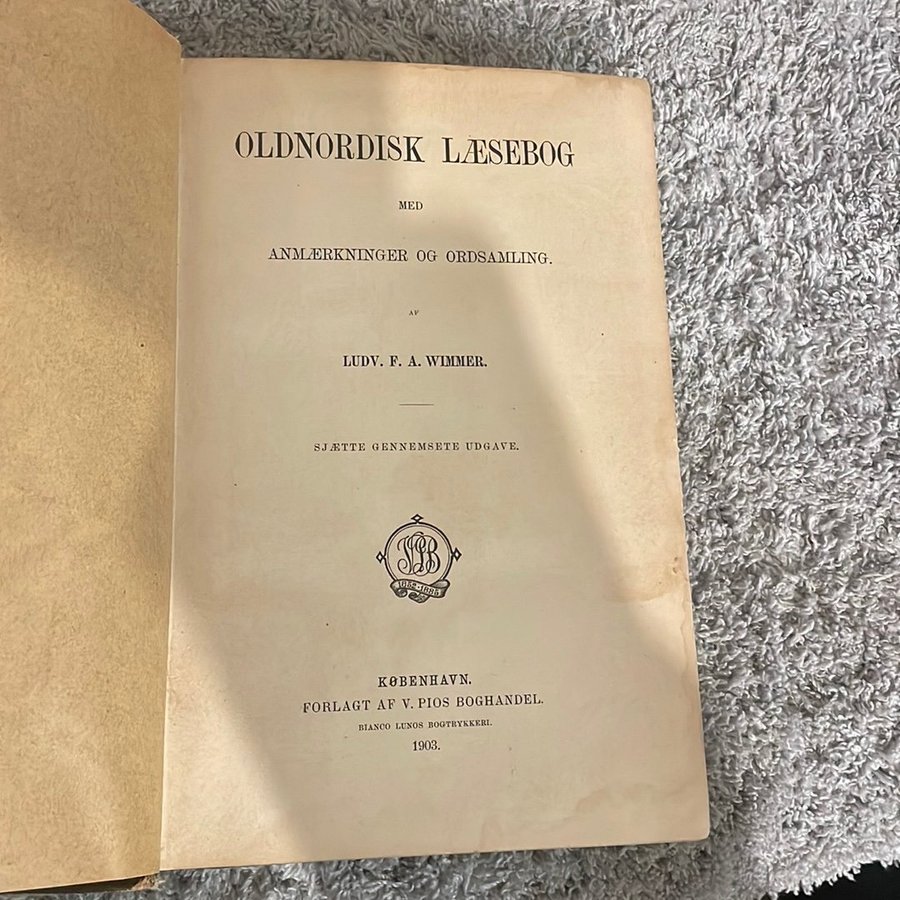 OLDNORDISK LÆSEBOG
MED
ANMÆRKNINGER OG ORDSAMLING.
AF
LUDV. F. A. WIMMER.
SJÆTTE GENNEMSETE UDGAVE.
VPB
KØBENHAVN.
FORLAGT AF V. PIOS BOGHANDEL.
BIANCO LUNOS BOGTRYKKERI.
1903.